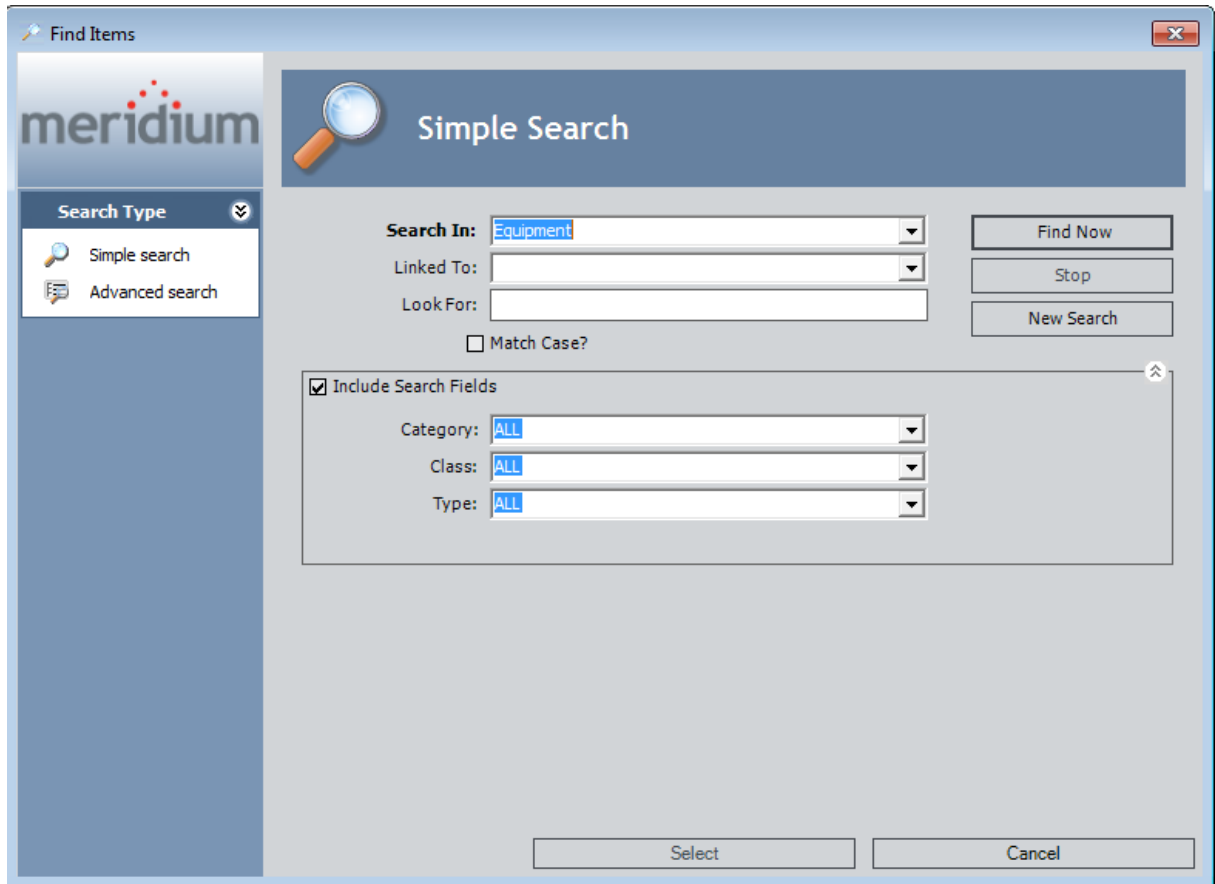 Find Items
meridium
Simple Search
Search Type
Simple search
Advanced search
Search In: Equipment
Linked To:
Look For:
Match Case?
Find Now
Stop
New Search
Include Search Fields
Category: ALL
Class: ALL
Type: ALL
Select
Cancel